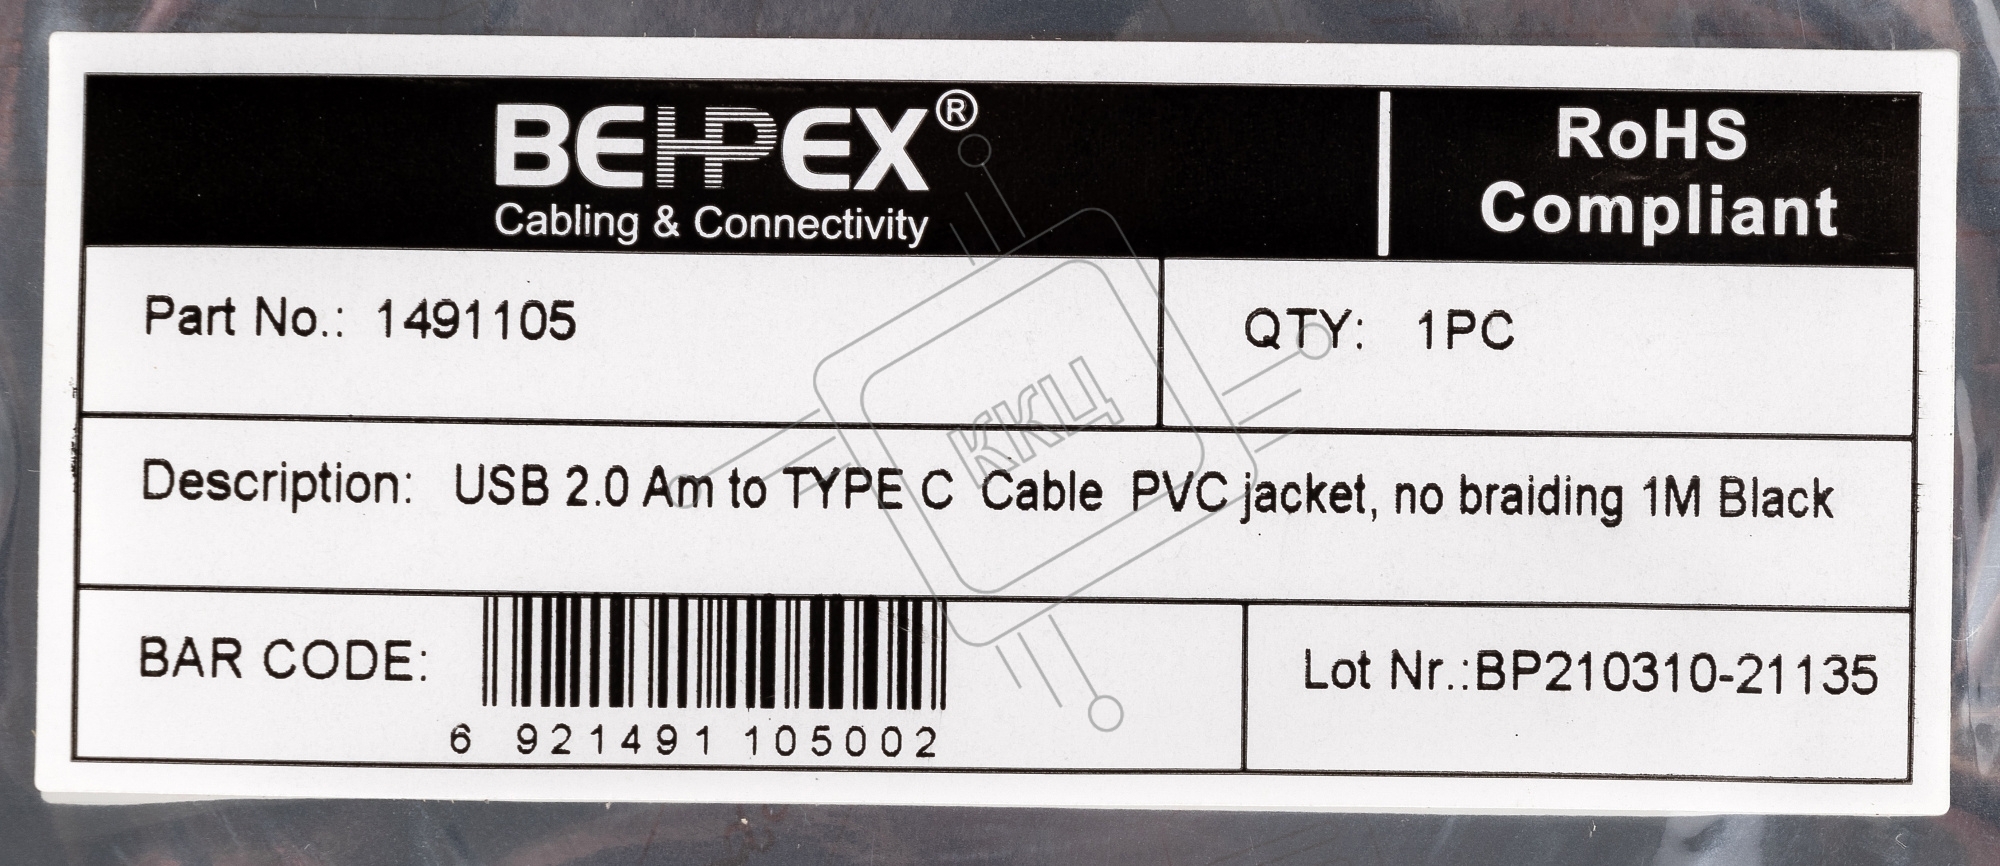 BEHPEX®
Cabling & Connectivity
RoHS
Compliant
Part No.: 1491105
QTY: 1PC
Description: USB 2.0 Am to TYPE C Cable PVC jacket, no braiding 1M Black
BAR CODE:
6 921491 105002
Lot Nr.:BP210310-21135
ККЦ